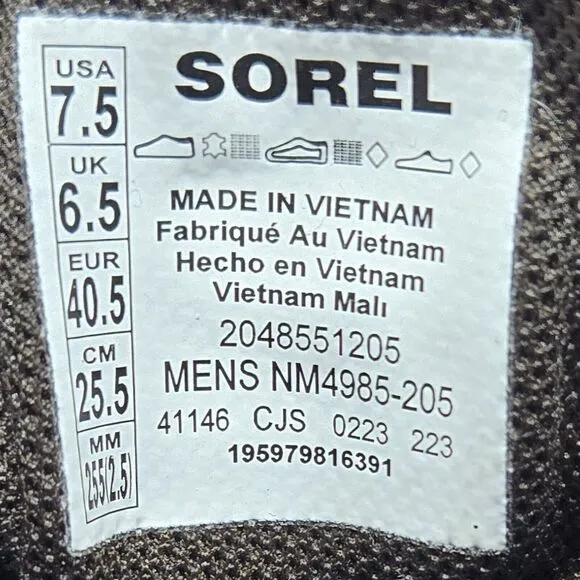 USA
7.5
UK
6.5
EUR
40.5
CM
25.5
MM
255(2.5)
SOREL
MADE IN VIETNAM
Fabriqué Au Vietnam
Hecho en Vietnam
Vietnam Malı
2048551205
MENS NM4985-205
41146 CJS 0223 223
195979816391